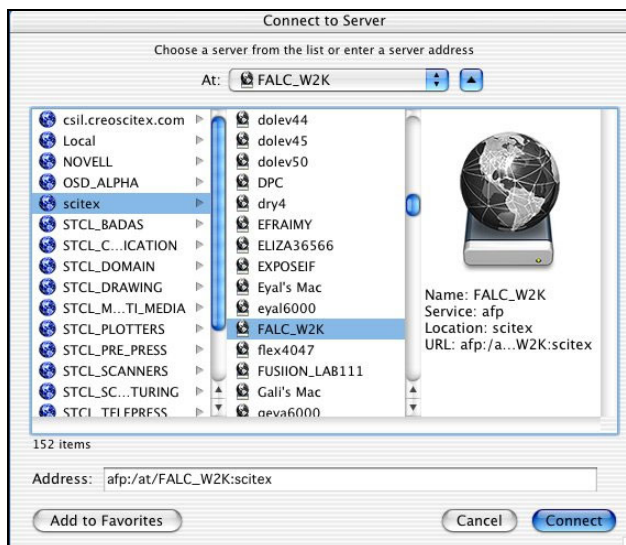 Connect to Server
Choose a server from the list or enter a server address
At: FALC_W2K
csil.creoscitex.com
Local
NOVELL
OSD_ALPHA
scitex
STCL_BADAS
STCL_C...ICATION
STCL_DOMAIN
STCL_DRAWING
STCL_M...TI_MEDIA
STCL_PLOTTERS
STCL_PRE_PRESS
STCL_SCANNERS
STCL_SC...TURING
STCL_TELEPRESS
dolev44
dolev45
dolev50
DPC
dry4
EFRAIMY
ELIZA36566
EXPOSEIF
Eyal's Mac
eyal6000
FALC_W2K
flex4047
FUSIION_LAB111
Gali's Mac
geva6000
Name: FALC_W2K
Service: afp
Location: scitex
URL: afp:/a...W2K:scitex
152 items
Address: afp:/at/FALC_W2K:scitex
Add to Favorites
Cancel
Connect